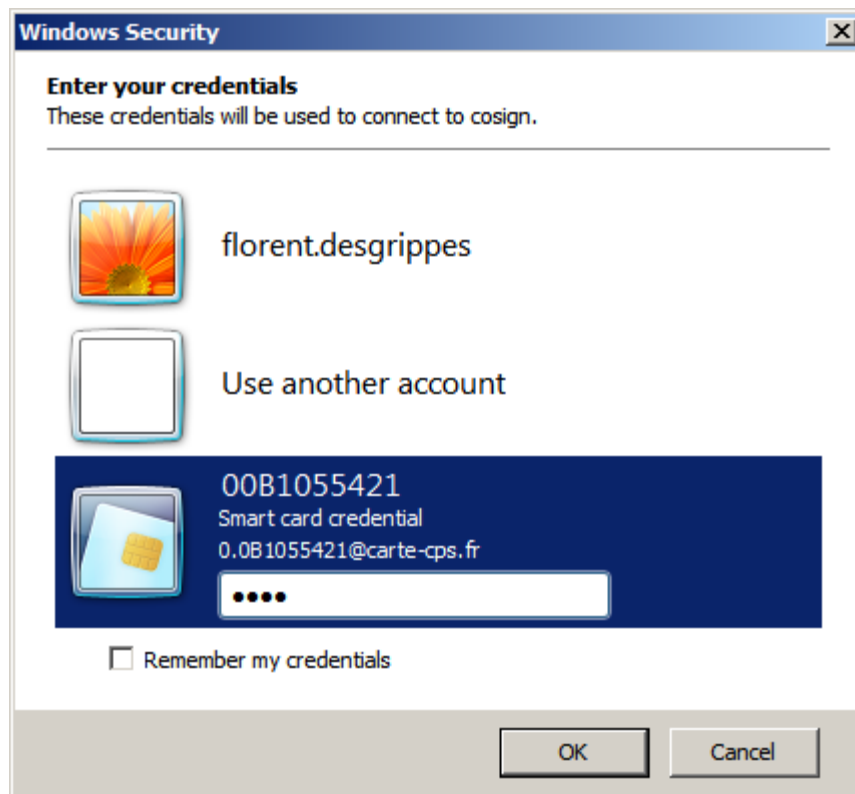 Windows Security
Enter your credentials
These credentials will be used to connect to cosign.
florent.desgrippes
Use another account
00B1055421
Smart card credential
0.0B1055421@carte-cps.fr
••••
Remember my credentials
OK
Cancel